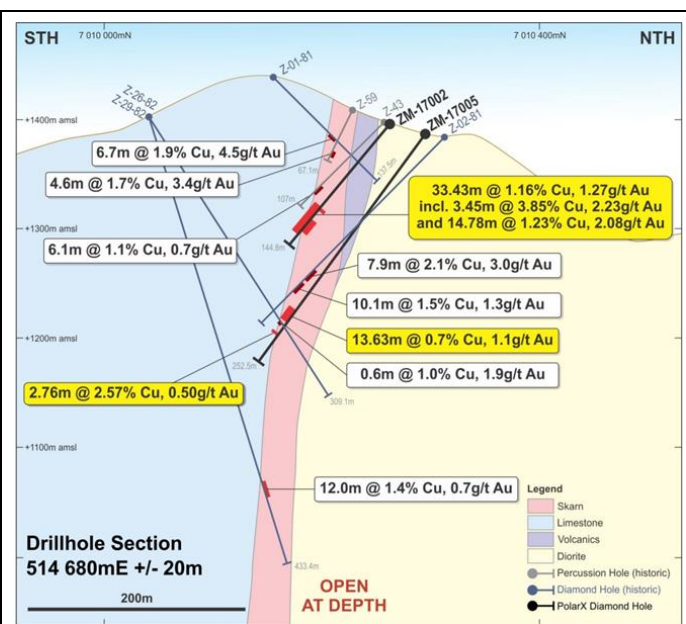 STH
7 010 000mN
7 010 400mN
NTH
Z-01-81
Z-26-82
Z-29-82
Z-59
Z-43
ZM-17002
ZM-17005
Z-02-81
+1400m amsl
6.7m @ 1.9% Cu, 4.5g/t Au
67.1m
137.5m
4.6m @ 1.7% Cu, 3.4g/t Au
107m
33.43m @ 1.16% Cu, 1.27g/t Au
incl. 3.45m @ 3.85% Cu, 2.23g/t Au
and 14.78m @ 1.23% Cu, 2.08g/t Au
+1300m amsl
6.1m @ 1.1% Cu, 0.7g/t Au
144.8m
7.9m @ 2.1% Cu, 3.0g/t Au
10.1m @ 1.5% Cu, 1.3g/t Au
+1200m amsl
13.63m @ 0.7% Cu, 1.1g/t Au
252.5m
0.6m @ 1.0% Cu, 1.9g/t Au
2.76m @ 2.57% Cu, 0.50g/t Au
309.1m
+1100m amsl
12.0m @ 1.4% Cu, 0.7g/t Au
Legend
Skarn
Limestone
Volcanics
Diorite
Percussion Hole (historic)
Diamond Hole (historic)
PolarX Diamond Hole
Drillhole Section
514 680mE +/- 20m
433.4m
200m
OPEN
AT DEPTH